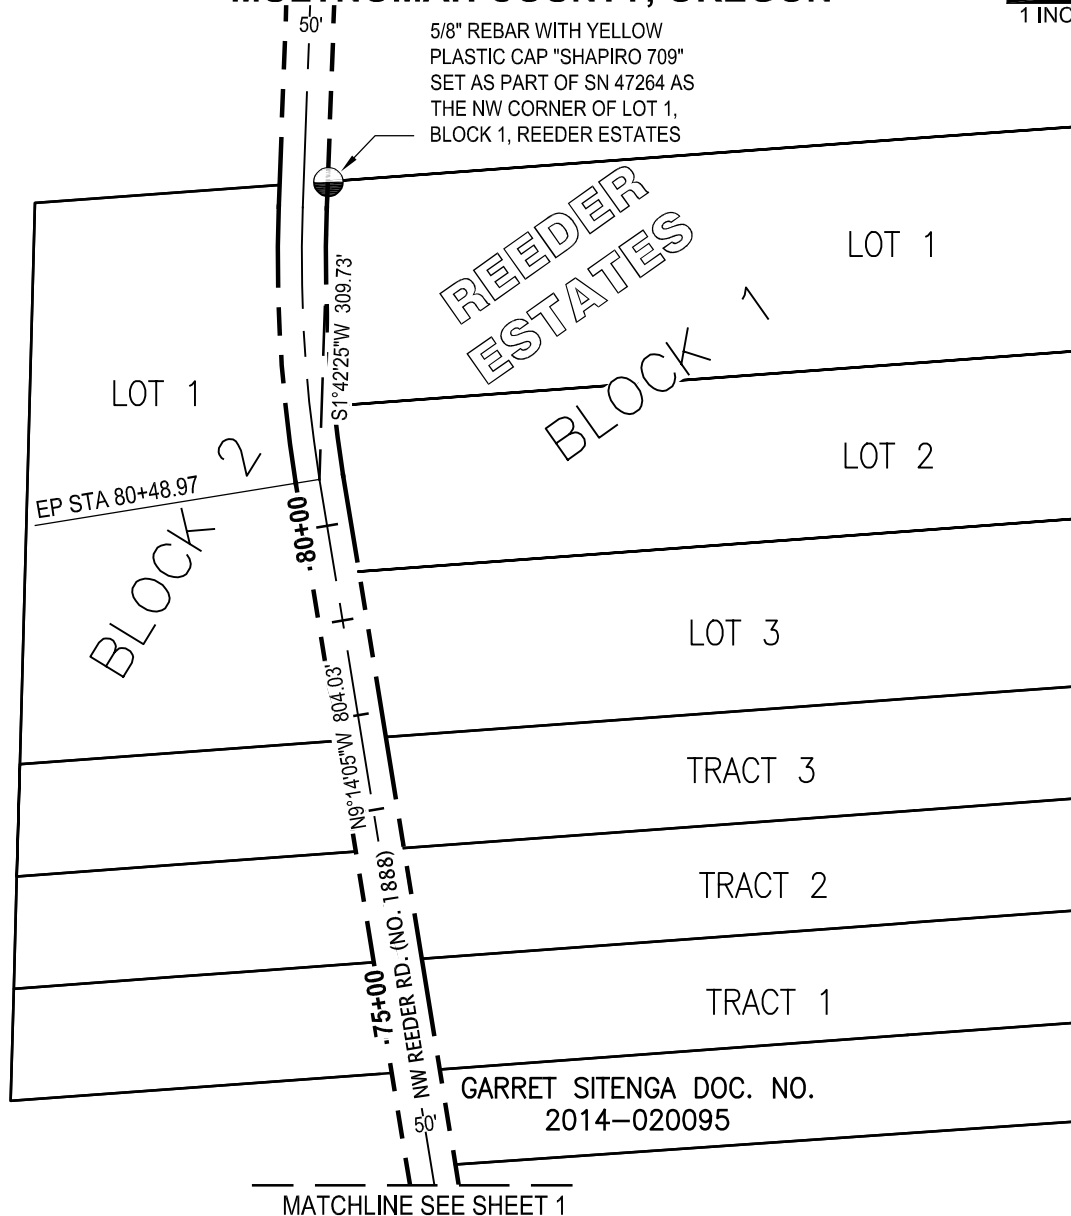 50'
5/8" REBAR WITH YELLOW
PLASTIC CAP "SHAPIRO 709"
SET AS PART OF SN 47264 AS
THE NW CORNER OF LOT 1,
BLOCK 1, REEDER ESTATES
1 INC
REEDER
ESTATES
LOT 1
BLOCK 1
S1°42'25"W 309.73'
LOT 1
LOT 2
EP STA 80+48.97
BLOCK 2
80+00
LOT 3
N9°14'05"W 804.03'
TRACT 3
TRACT 2
NW REEDER RD. (NO. 1888)
75+00
TRACT 1
GARRET SITENGA DOC. NO.
2014-020095
50'
MATCHLINE SEE SHEET 1